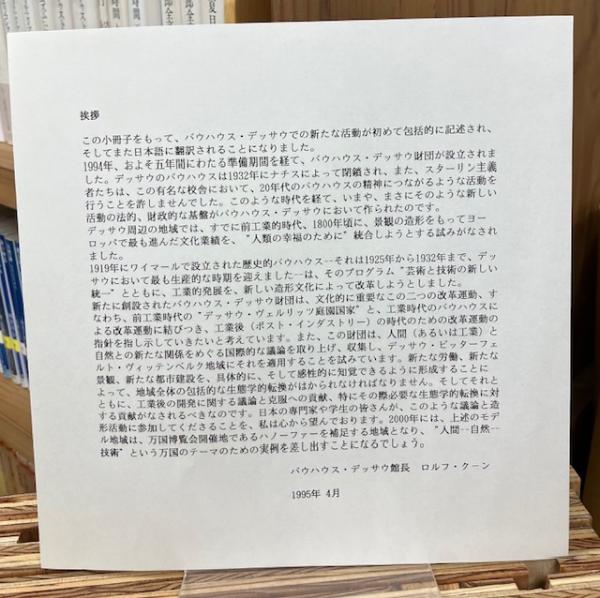 挨拶
この小冊子をもって、バウハウス・デッサウでの新たな活動が初めて包括的に記述され、
そしてまた日本語に翻訳されることになりました。
1994年、およそ五年間にわたる準備期間を経て、バウハウス・デッサウ財団が設立されま
した。デッサウのバウハウスは1932年にナチスによって閉鎖され、また、スターリン主義
者たちは、この有名な校舎において、20年代のバウハウスの精神につながるような活動を
行うことを許しませんでした。このような時代を経て、いまや、まさにそのような新しい
活動の法的、財政的な基盤がバウハウス・デッサウにおいて作られたのです。
デッサウ周辺の地域では、すでに前工業的時代、1800年頃に、景観の造形をもってヨー
ロッパで最も進んだ文化業績を、"人類の幸福のために"統合しようとする試みがなされ
ました。
1919年にワイマールで設立された歴史的バウハウス--それは1925年から1932年まで、デッ
サウにおいて最も生産的な時期を迎えました--は、そのプログラム"芸術と技術の新しい
統一"とともに、工業的発展を、新しい造形文化によって改革しようとしました。
新たに創設されたバウハウス・デッサウ財団は、文化的に重要なこの二つの改革運動、す
なわち、前工業時代の"デッサウ・ヴェルリッツ庭園国家"と、工業時代のバウハウスに
よる改革運動に結びつき、工業後（ポスト・インダストリー）の時代のための改革運動の
指針を指し示していきたいと考えています。また、この財団は、人間（あるいは工業）と
自然との新たな関係をめぐる国際的な議論を取り上げ、収集し、デッサウ・ビッターフェ
ルト・ヴィッテンベルク地域にそれを適用することを試みています。新たな労働、新たな
景観、新たな都市建設を、具体的に、そして感性的に知覚できるように形成することに
よって、地域全体の包括的な生態学的転換がはかられなければなりません。そしてそれと
ともに、工業後の開発に関する議論と克服への貢献、特にその際必要な生態学的転換に対
する貢献がなされるべきなのです。日本の専門家や学生の皆さんが、このような議論と造
形活動に参加してくださることを、私は心から望んでおります。2000年には、上述のモデ
ル地域は、万国博覧会開催地であるハノーファーを補足する地域となり、"人間--自然--
技術"という万国のテーマのための実例を差し出すことになるでしょう。
バウハウス・デッサウ館長　ロルフ・クーン
1995年 4月